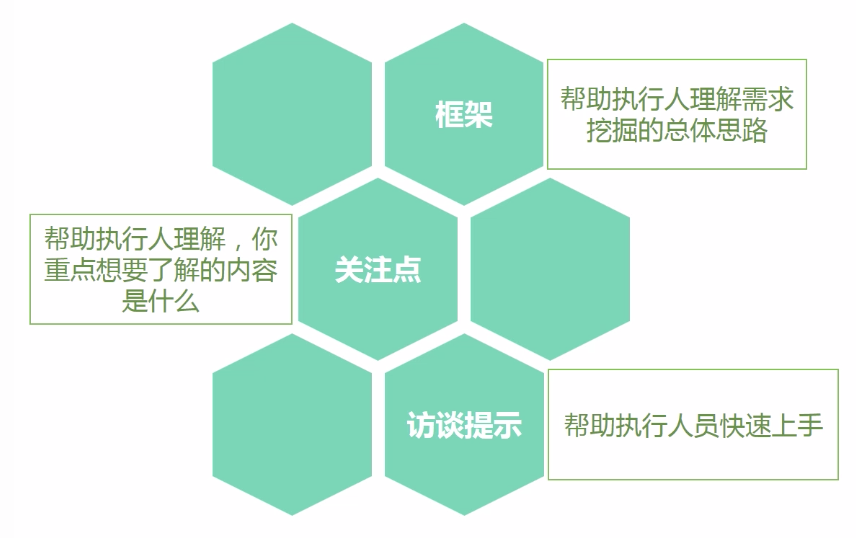 框架
帮助执行人理解需求
挖掘的总体思路
帮助执行人理解，你
重点想要了解的内容
是什么
关注点
访谈提示
帮助执行人员快速上手